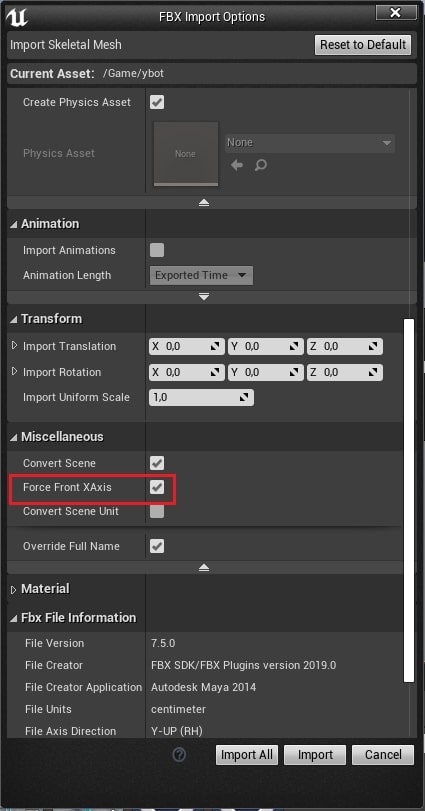 FBX Import Options
Import Skeletal Mesh
Reset to Default
Current Asset: /Game/ybot
Create Physics Asset
Physics Asset
None
None
Animation
Import Animations
Animation Length
Exported Time
Transform
Import Translation X 0,0 Y 0,0 Z 0,0
Import Rotation X 0,0 Y 0,0 Z 0,0
Import Uniform Scale 1,0
Miscellaneous
Convert Scene
Force Front XAxis
Convert Scene Unit
Override Full Name
Material
Fbx File Information
File Version 7.5.0
File Creator FBX SDK/FBX Plugins version 2019.0
File Creator Application Autodesk Maya 2014
File Units centimeter
File Axis Direction Y-UP (RH)
Import All Import Cancel